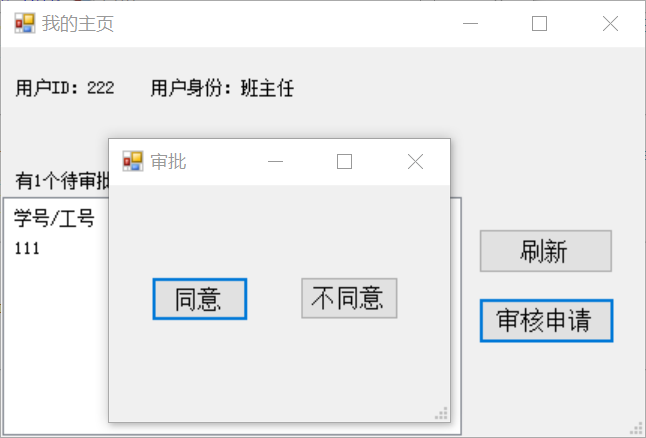 我的主页
用户ID：222 用户身份：班主任
有1个待审批
学号/工号
111
刷新
审核申请
审批
同意
不同意